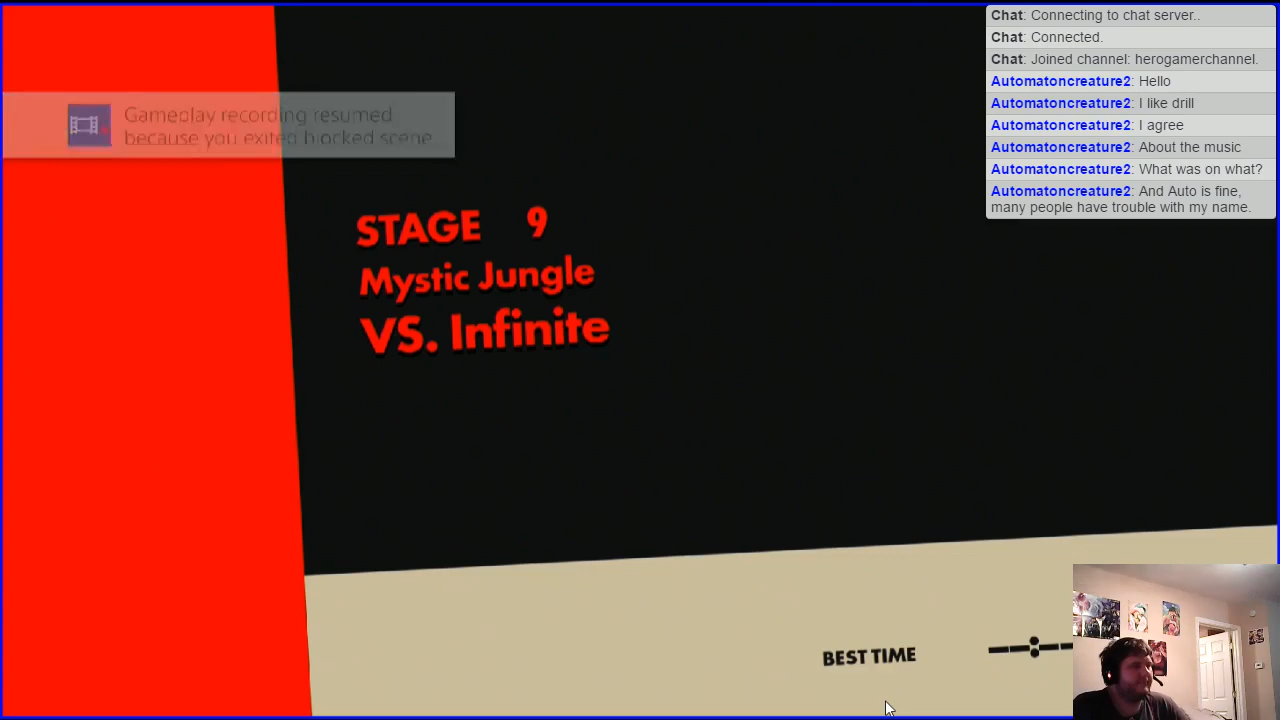 Chat: Connecting to chat server..
Chat: Connected.
Chat: Joined channel: herogamerchannel.
Automatoncreature2: Hello
Automatoncreature2: I like drill
Automatoncreature2: I agree
Automatoncreature2: About the music
Automatoncreature2: What was on what?
Automatoncreature2: And Auto is fine,
many people have trouble with my name.
Gameplay recording resumed
because you exited blocked scene
STAGE 9
Mystic Jungle
VS. Infinite
BEST TIME